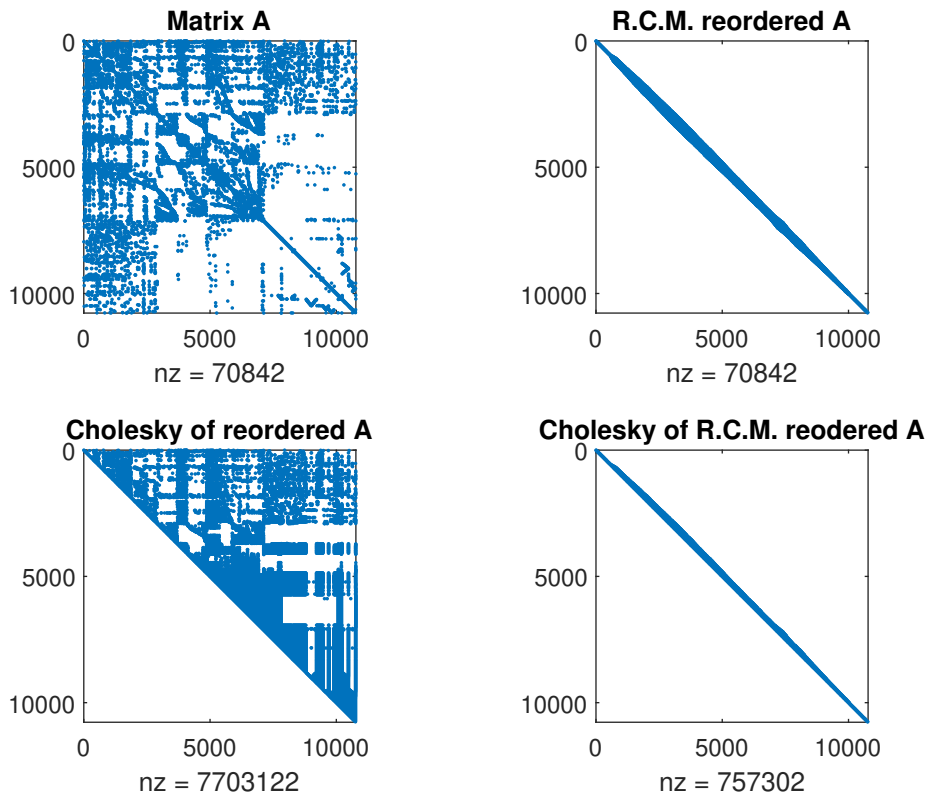 Matrix A
0
5000
10000
0 5000 10000
nz = 70842
R.C.M. reordered A
0
5000
10000
0 5000 10000
nz = 70842
Cholesky of reordered A
0
5000
10000
0 5000 10000
nz = 7703122
Cholesky of R.C.M. reodered A
0
5000
10000
0 5000 10000
nz = 757302